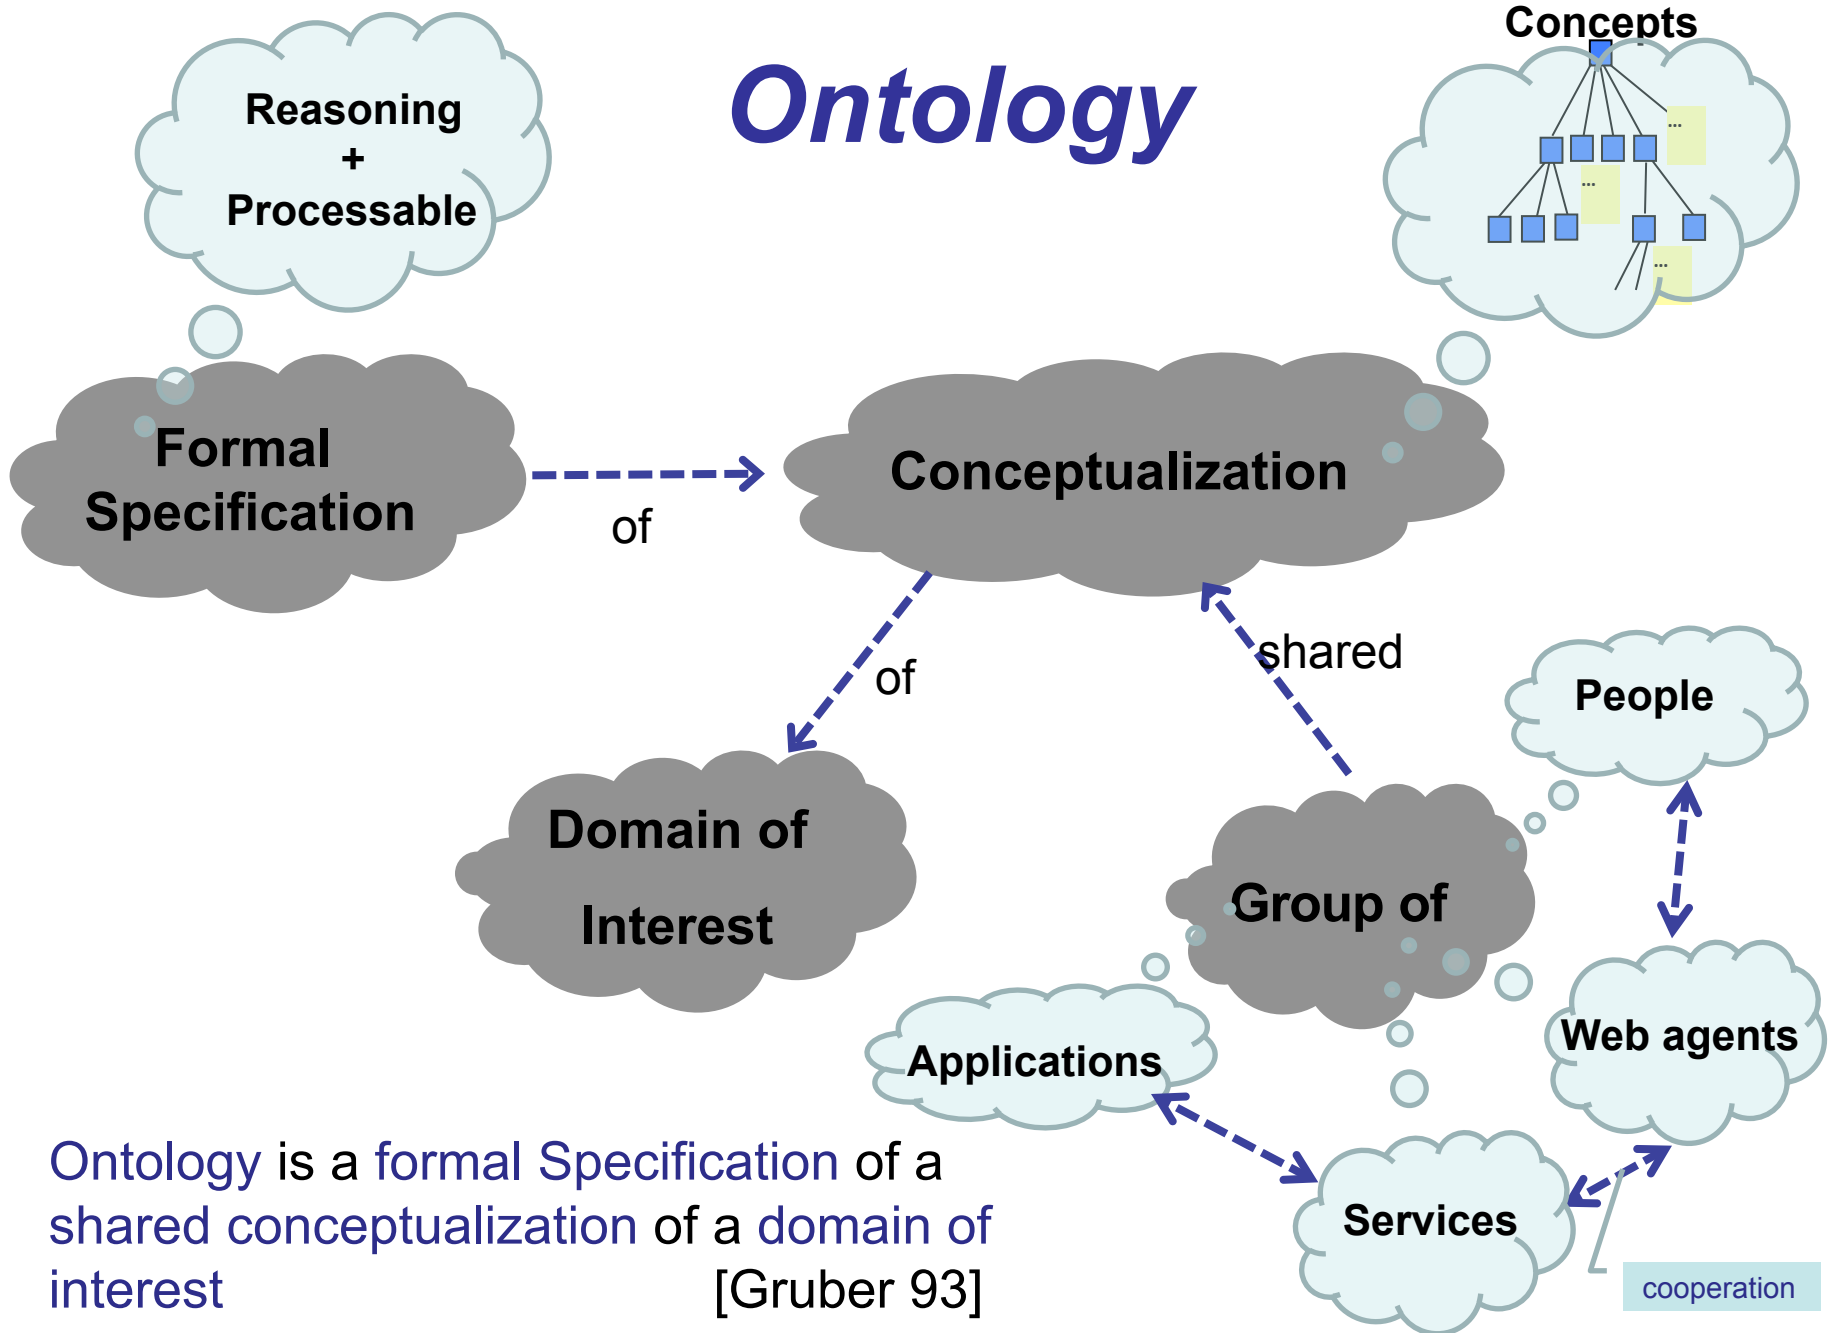 Concepts
Ontology
Reasoning
+
Processable
...
...
...
Formal
Specification
of
Conceptualization
of
shared
People
Domain of
Interest
Group of
Web agents
Applications
Services
cooperation
Ontology is a formal Specification of a
shared conceptualization of a domain of
interest [Gruber 93]